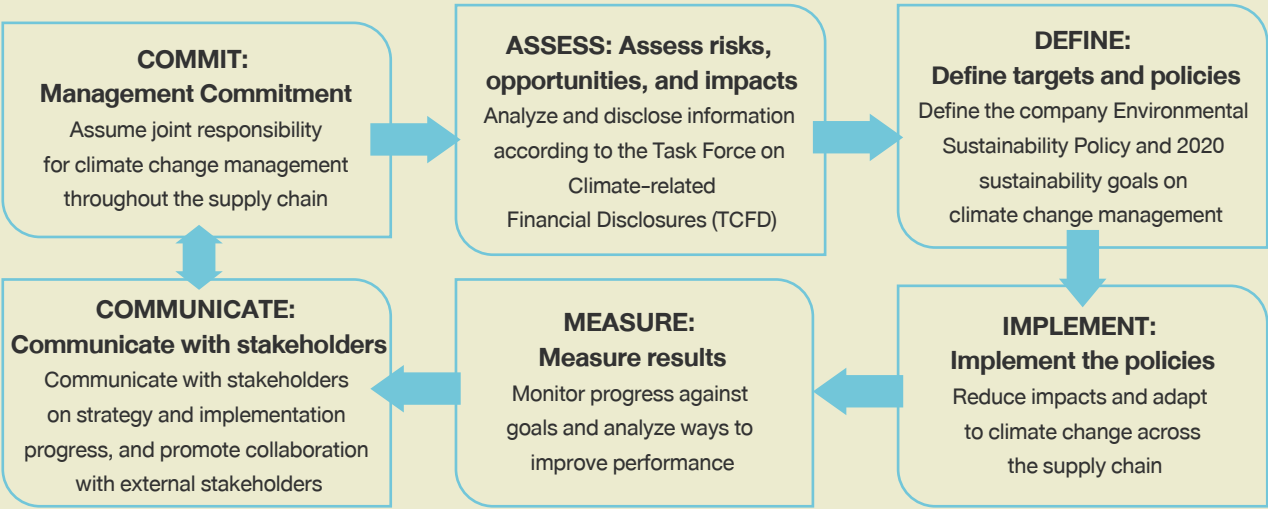 COMMIT:
Management Commitment
Assume joint responsibility
for climate change management
throughout the supply chain
ASSESS: Assess risks,
opportunities, and impacts
Analyze and disclose information
according to the Task Force on
Climate-related
Financial Disclosures (TCFD)
DEFINE:
Define targets and policies
Define the company Environmental
Sustainability Policy and 2020
sustainability goals on
climate change management
COMMUNICATE:
Communicate with stakeholders
Communicate with stakeholders
on strategy and implementation
progress, and promote collaboration
with external stakeholders
MEASURE:
Measure results
Monitor progress against
goals and analyze ways to
improve performance
IMPLEMENT:
Implement the policies
Reduce impacts and adapt
to climate change across
the supply chain